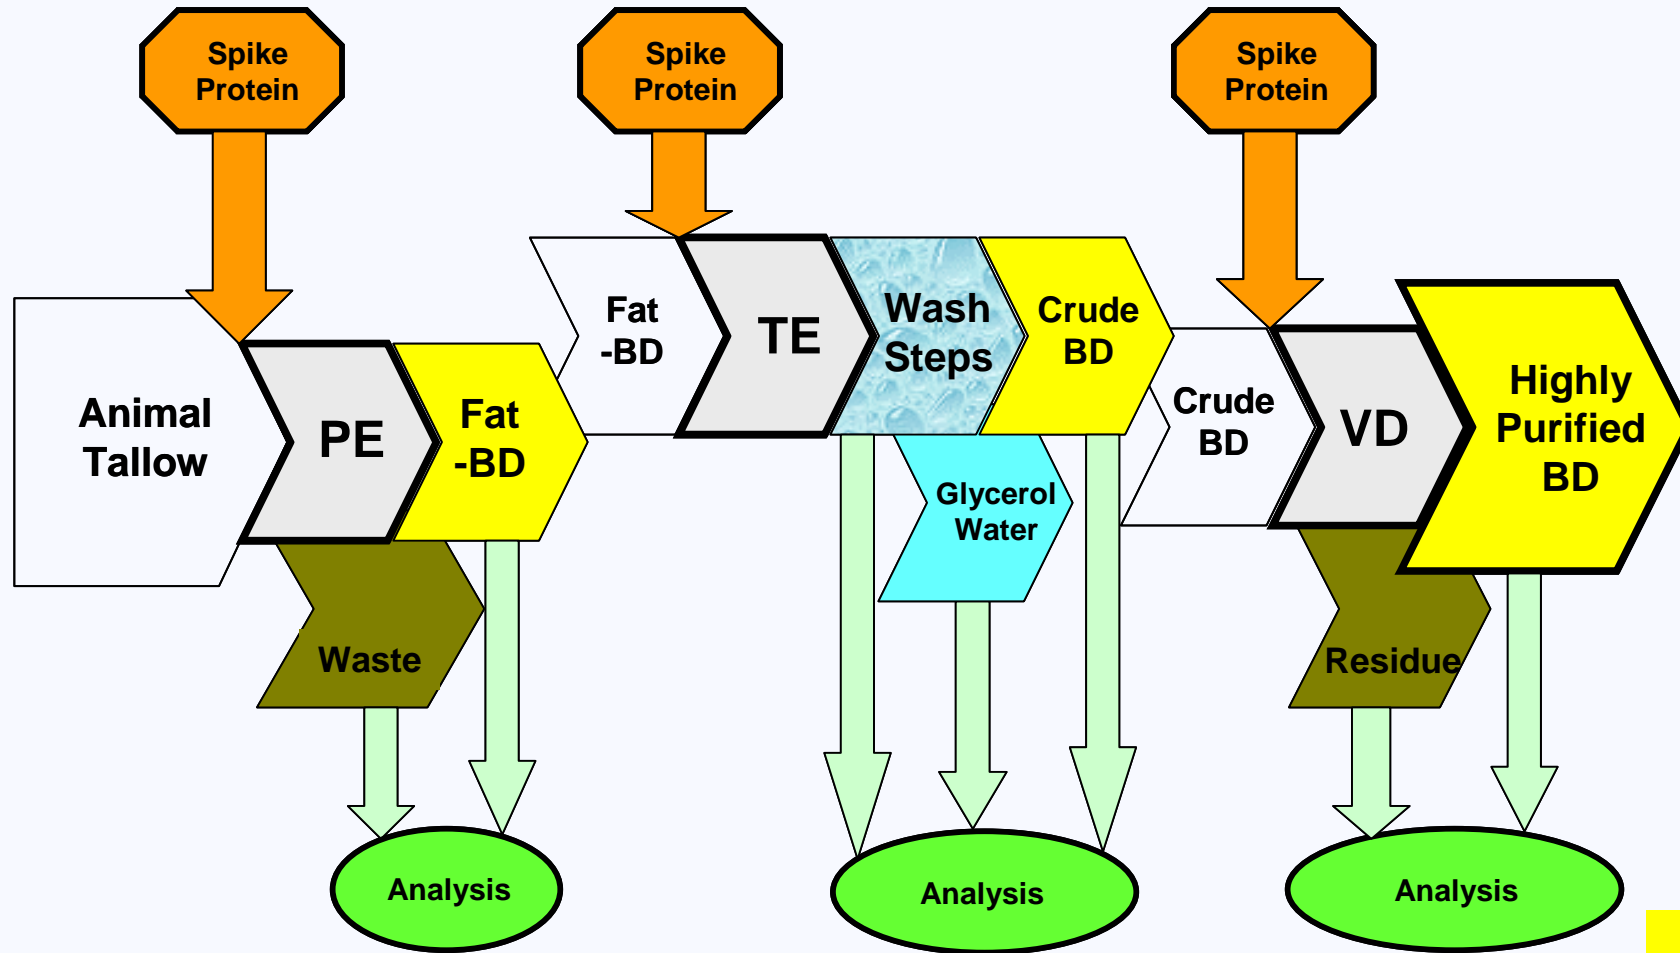 Spike
Protein
Spike
Protein
Spike
Protein
Animal
Tallow
PE
Fat
-BD
Waste
Fat
-BD
TE
Wash
Steps
Crude
BD
Glycerol
Water
Crude
BD
VD
Highly
Purified
BD
Residue
Analysis
Analysis
Analysis